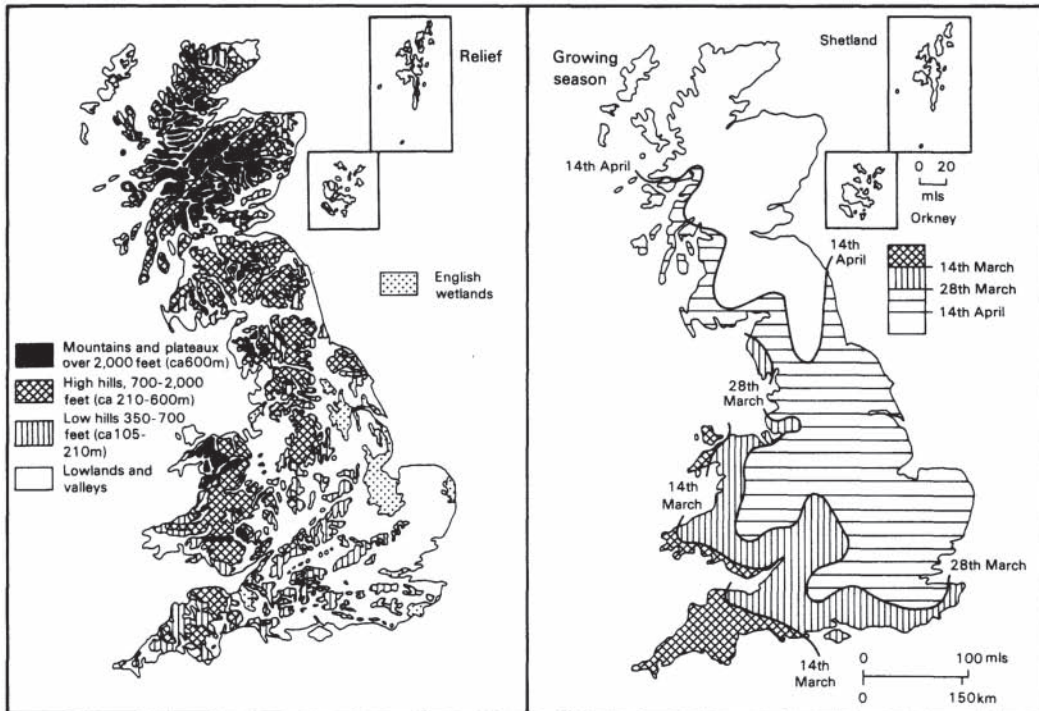 Relief
English
wetlands
Mountains and plateaux
over 2,000 feet (ca600m)
High hills, 700-2,000
feet (ca 210-600m)
Low hills 350-700
feet (ca105-
210m)
Lowlands and
valleys
Growing
season
Shetland
14th April
0 20
mls
Orkney
14th
April
14th March
28th March
14th April
28th
March
14th
March
28th March
14th
March
0 100 mls
0 150km